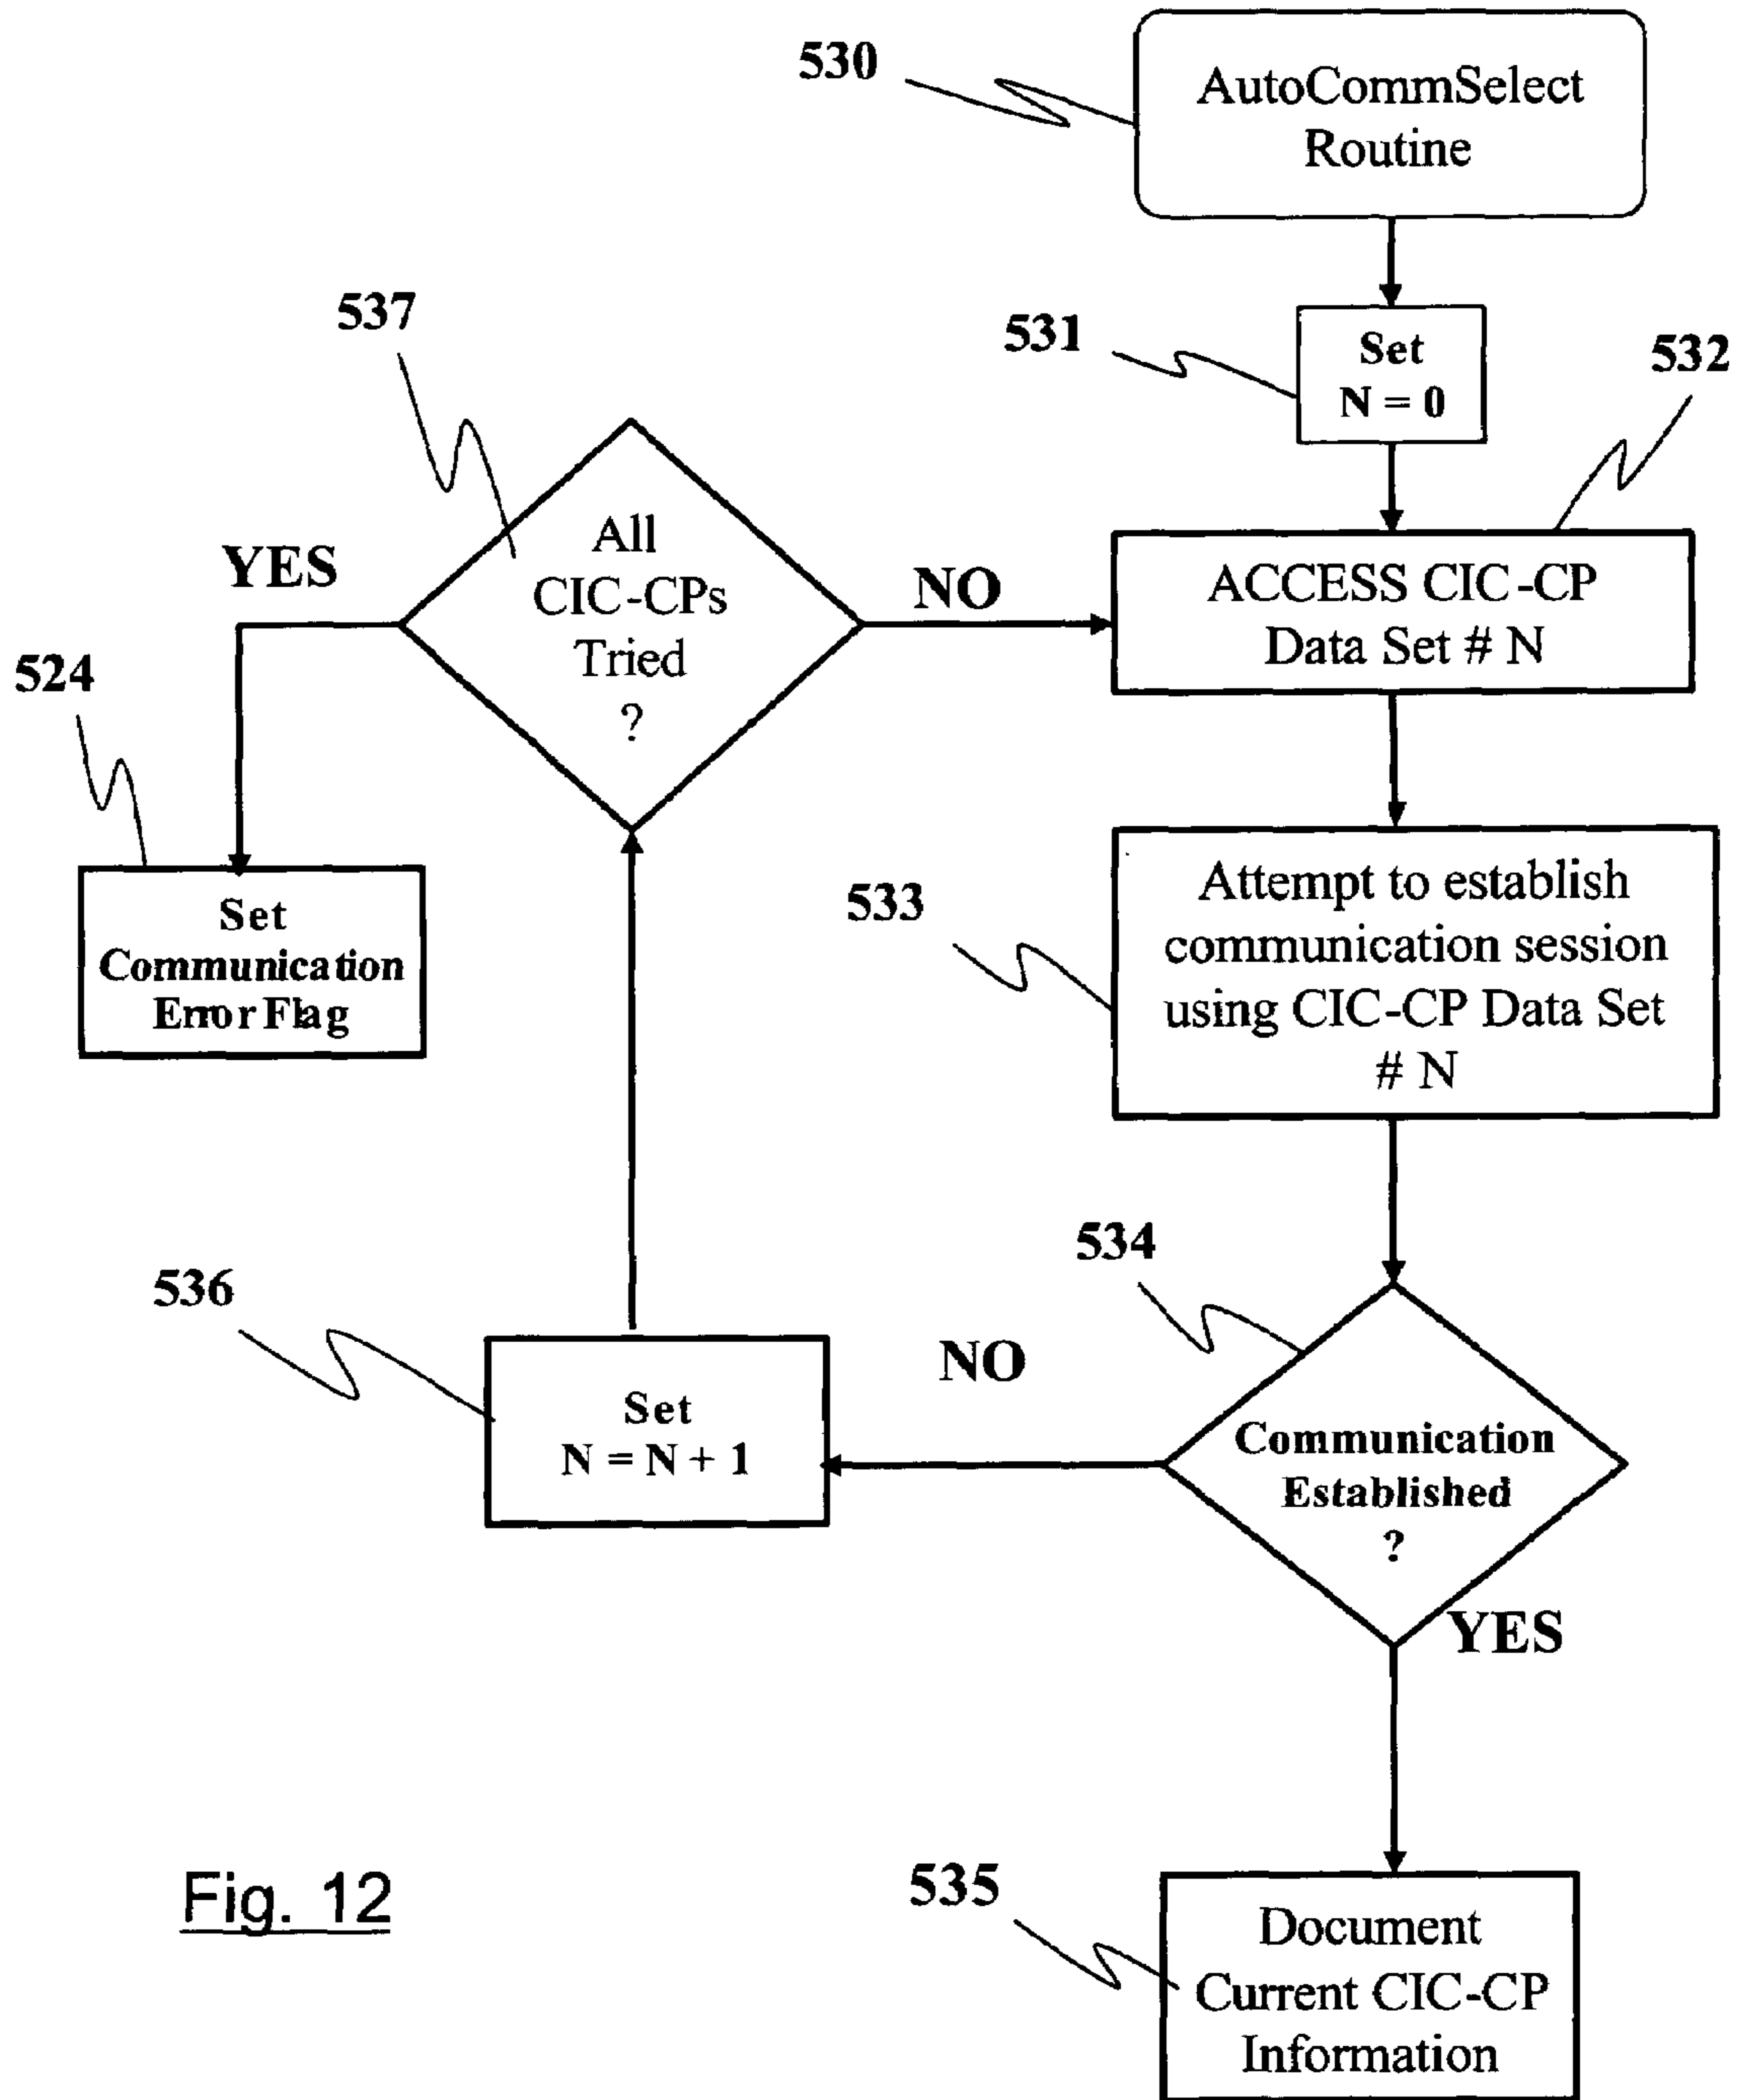 530
AutoCommSelect
Routine
531
Set
N = 0
532
537
All
CIC-CPs
Tried
?
YES
NO
ACCESS CIC-CP
Data Set # N
524
Set
Communication
Error Flag
533
Attempt to establish
communication session
using CIC-CP Data Set
# N
534
536
Set
N = N + 1
NO
Communication
Established
?
YES
535
Document
Current CIC-CP
Information
Fig. 12